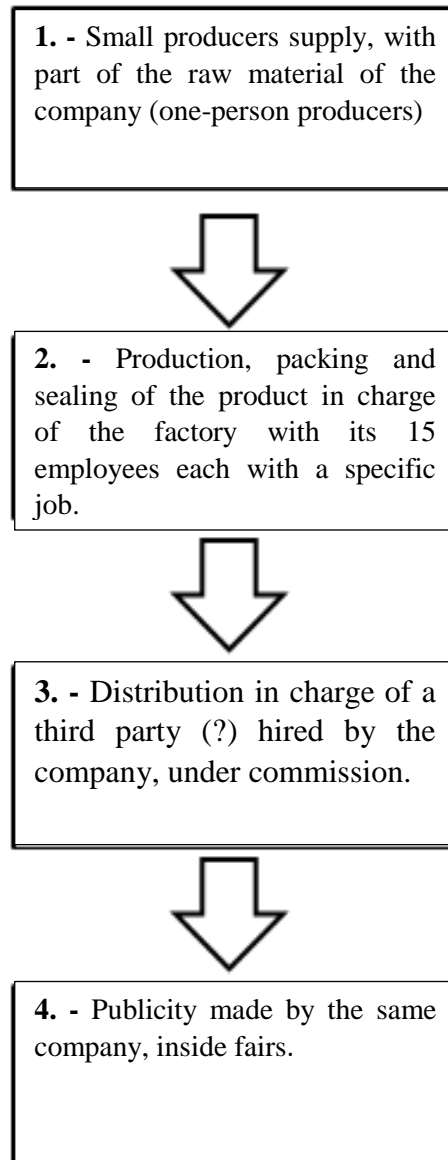 1. - Small producers supply, with
part of the raw material of the
company (one-person producers)
2. - Production, packing and
sealing of the product in charge
of the factory with its 15
employees each with a specific
job.
3. - Distribution in charge of a
third party (?) hired by the
company, under commission.
4. - Publicity made by the same
company, inside fairs.